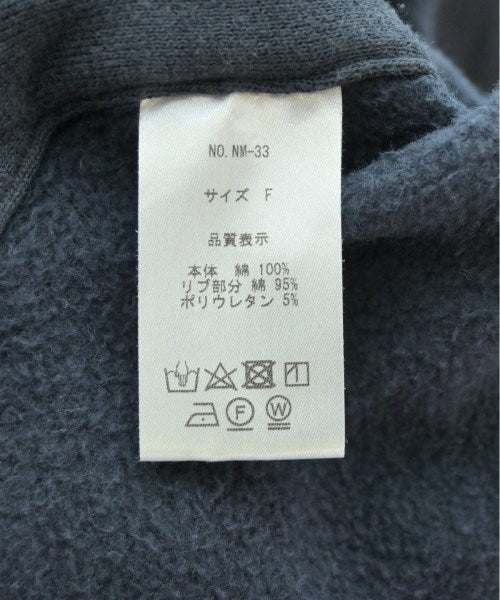 NO. NM-33
サイズ F
品質表示
本体 綿 100%
リブ部分 綿 95%
ポリウレタン 5%
F W